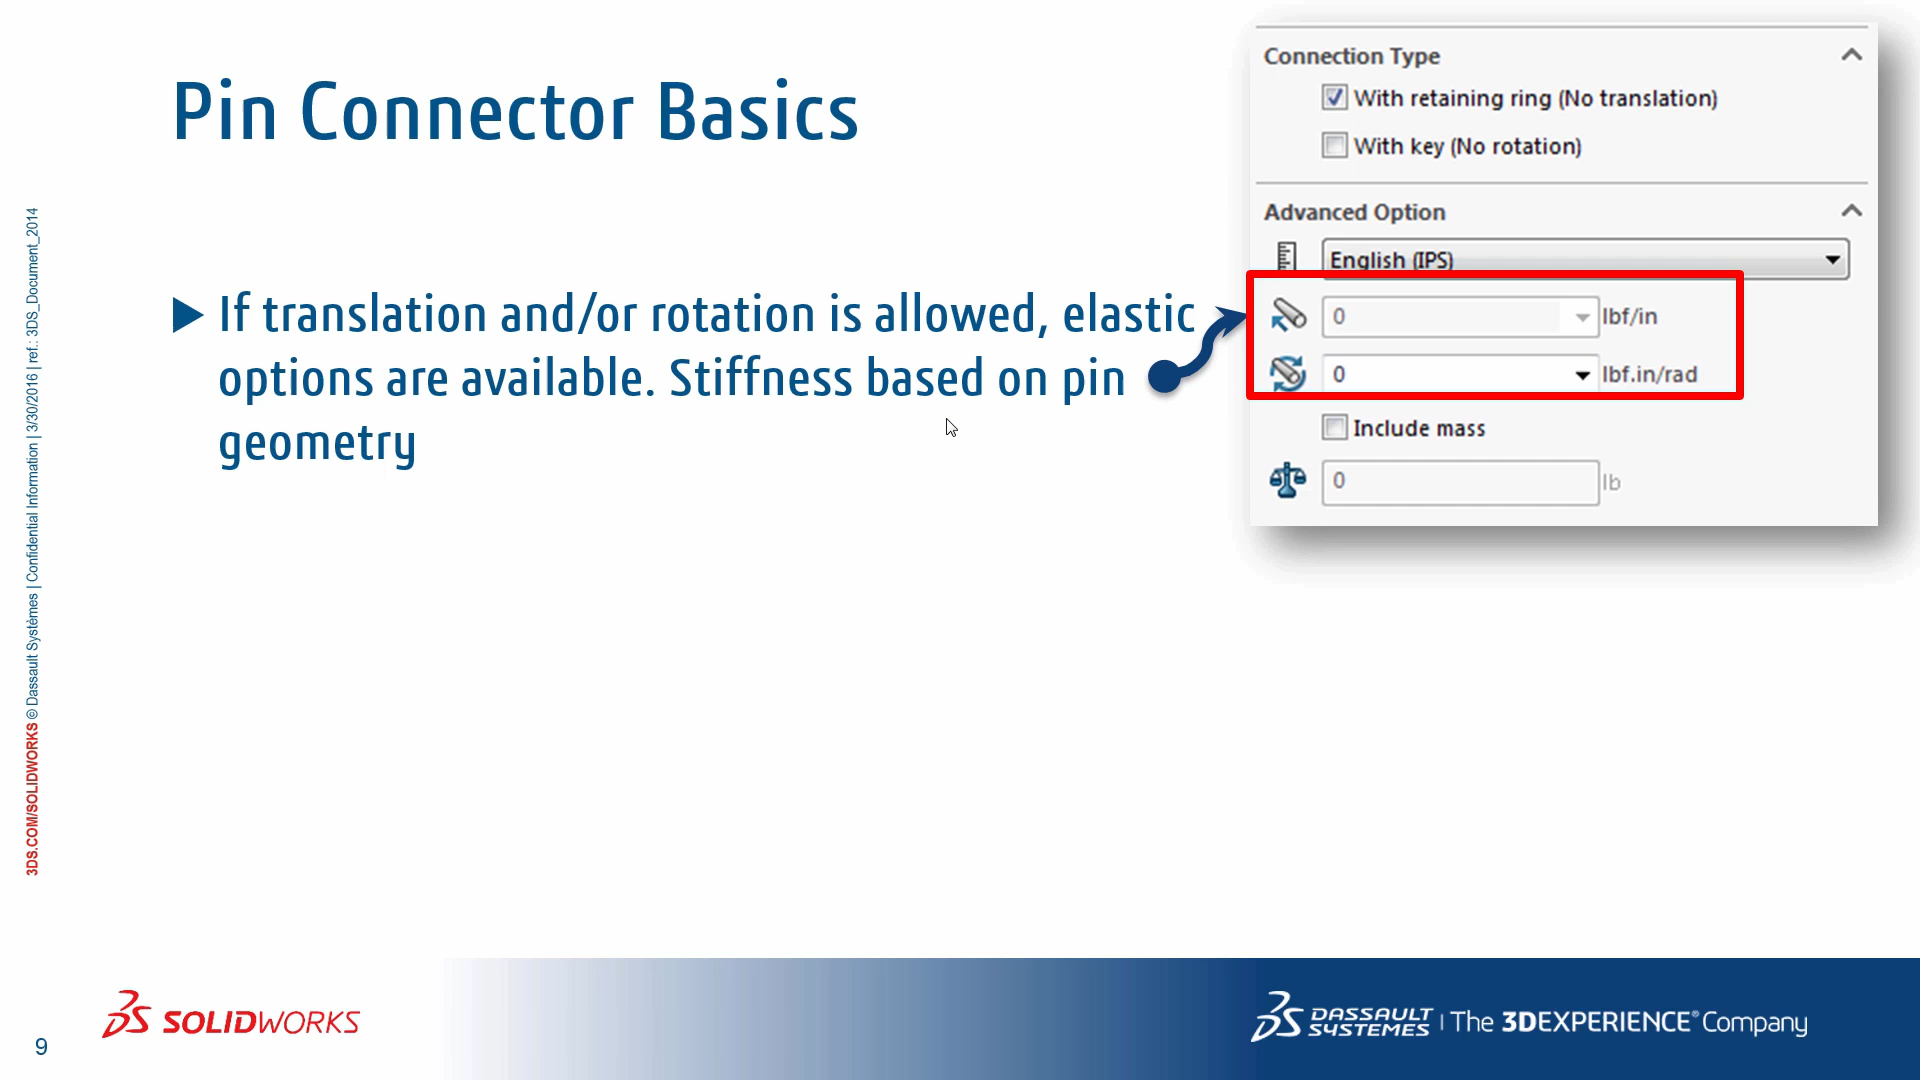 Pin Connector Basics
If translation and/or rotation is allowed, elastic
options are available. Stiffness based on pin
geometry
Connection Type
With retaining ring (No translation)
With key (No rotation)
Advanced Option
English (IPS)
0 lbf/in
0 lbf.in/rad
Include mass
0 lb
3DS.COM/SOLIDWORKS © Dassault Systèmes | Confidential Information | 3/30/2016 | ref.: 3DS_Document_2014
9
SOLIDWORKS
DASSAULT SYSTEMES | The 3DEXPERIENCE® Company